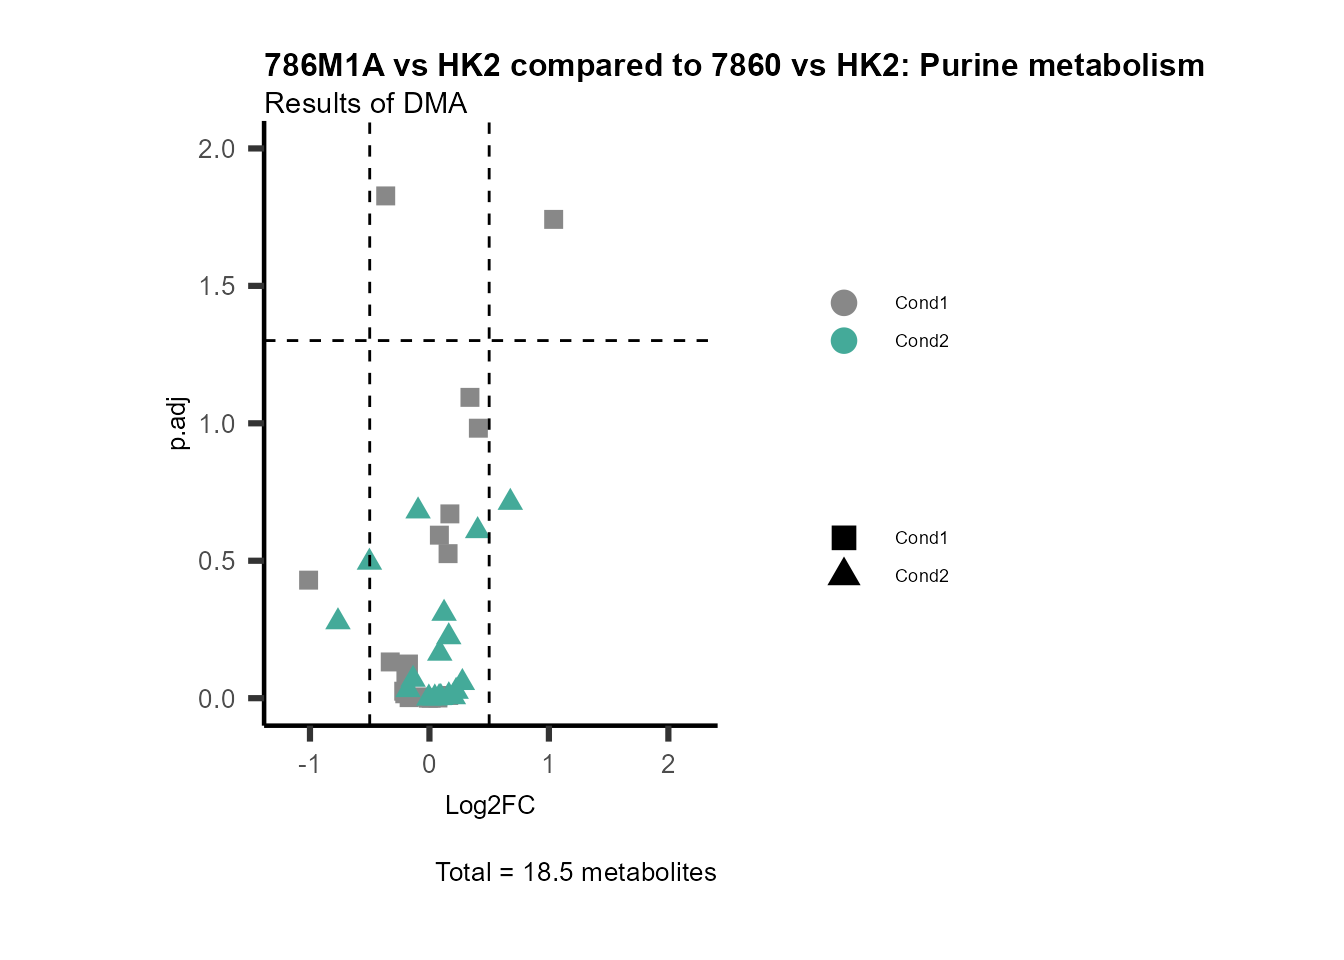 786M1A vs HK2 compared to 7860 vs HK2: Purine metabolism
Results of DMA
2.0
1.5
1.0
0.5
0.0
p.adj
-1
0
1
2
Log2FC
Cond1
Cond2
Cond1
Cond2
Total = 18.5 metabolites